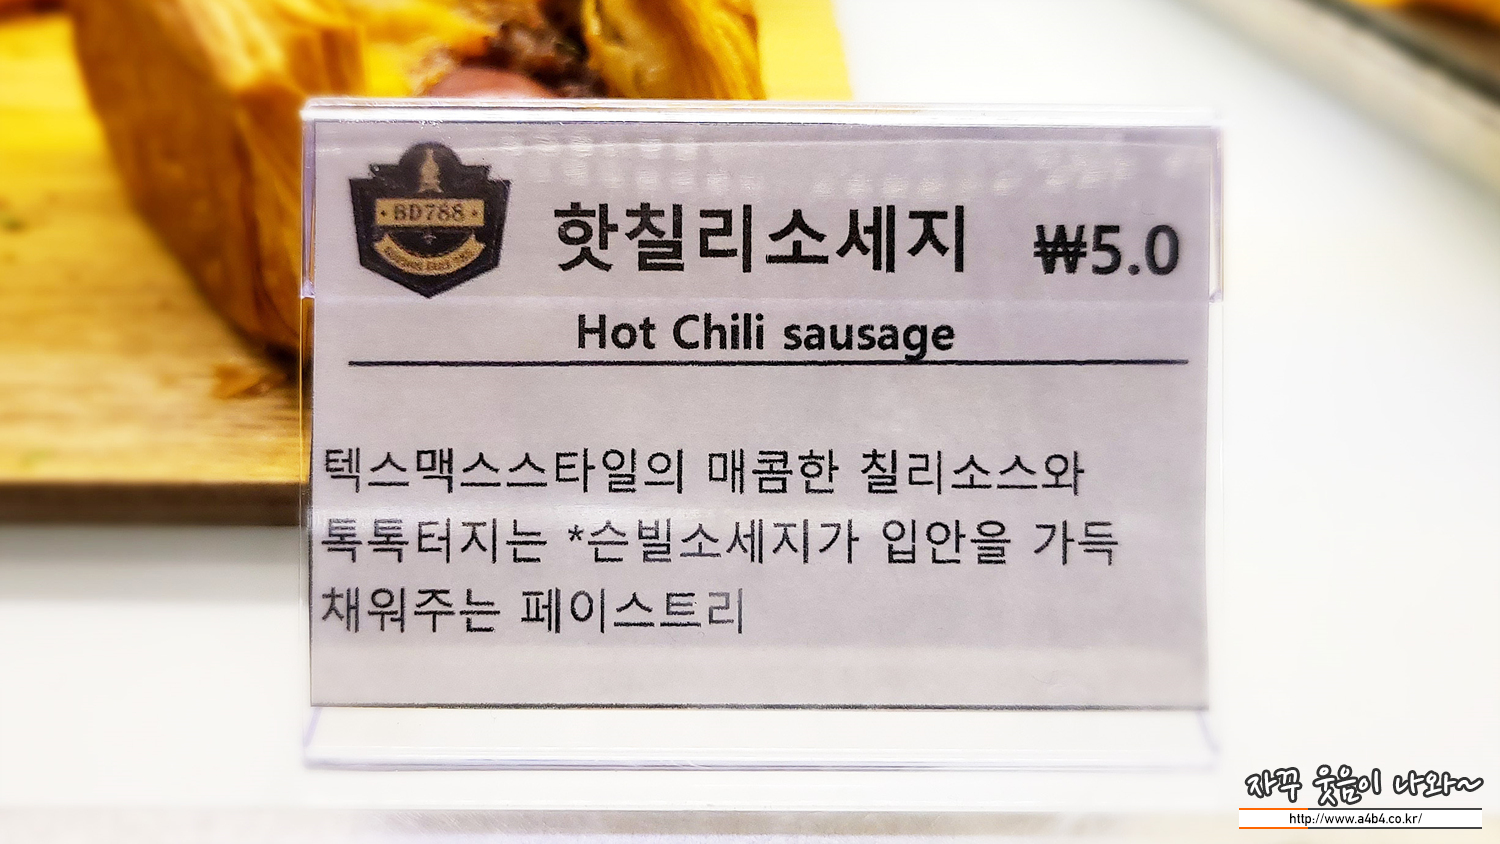 BD788
핫칠리소세지 ₩5.0
Hot Chili sausage
텍스맥스스타일의 매콤한 칠리소스와
톡톡터지는 *슨빌소세지가 입안을 가득
채워주는 페이스트리
자꾸 웃음이 나와~
http://www.a4b4.co.kr/